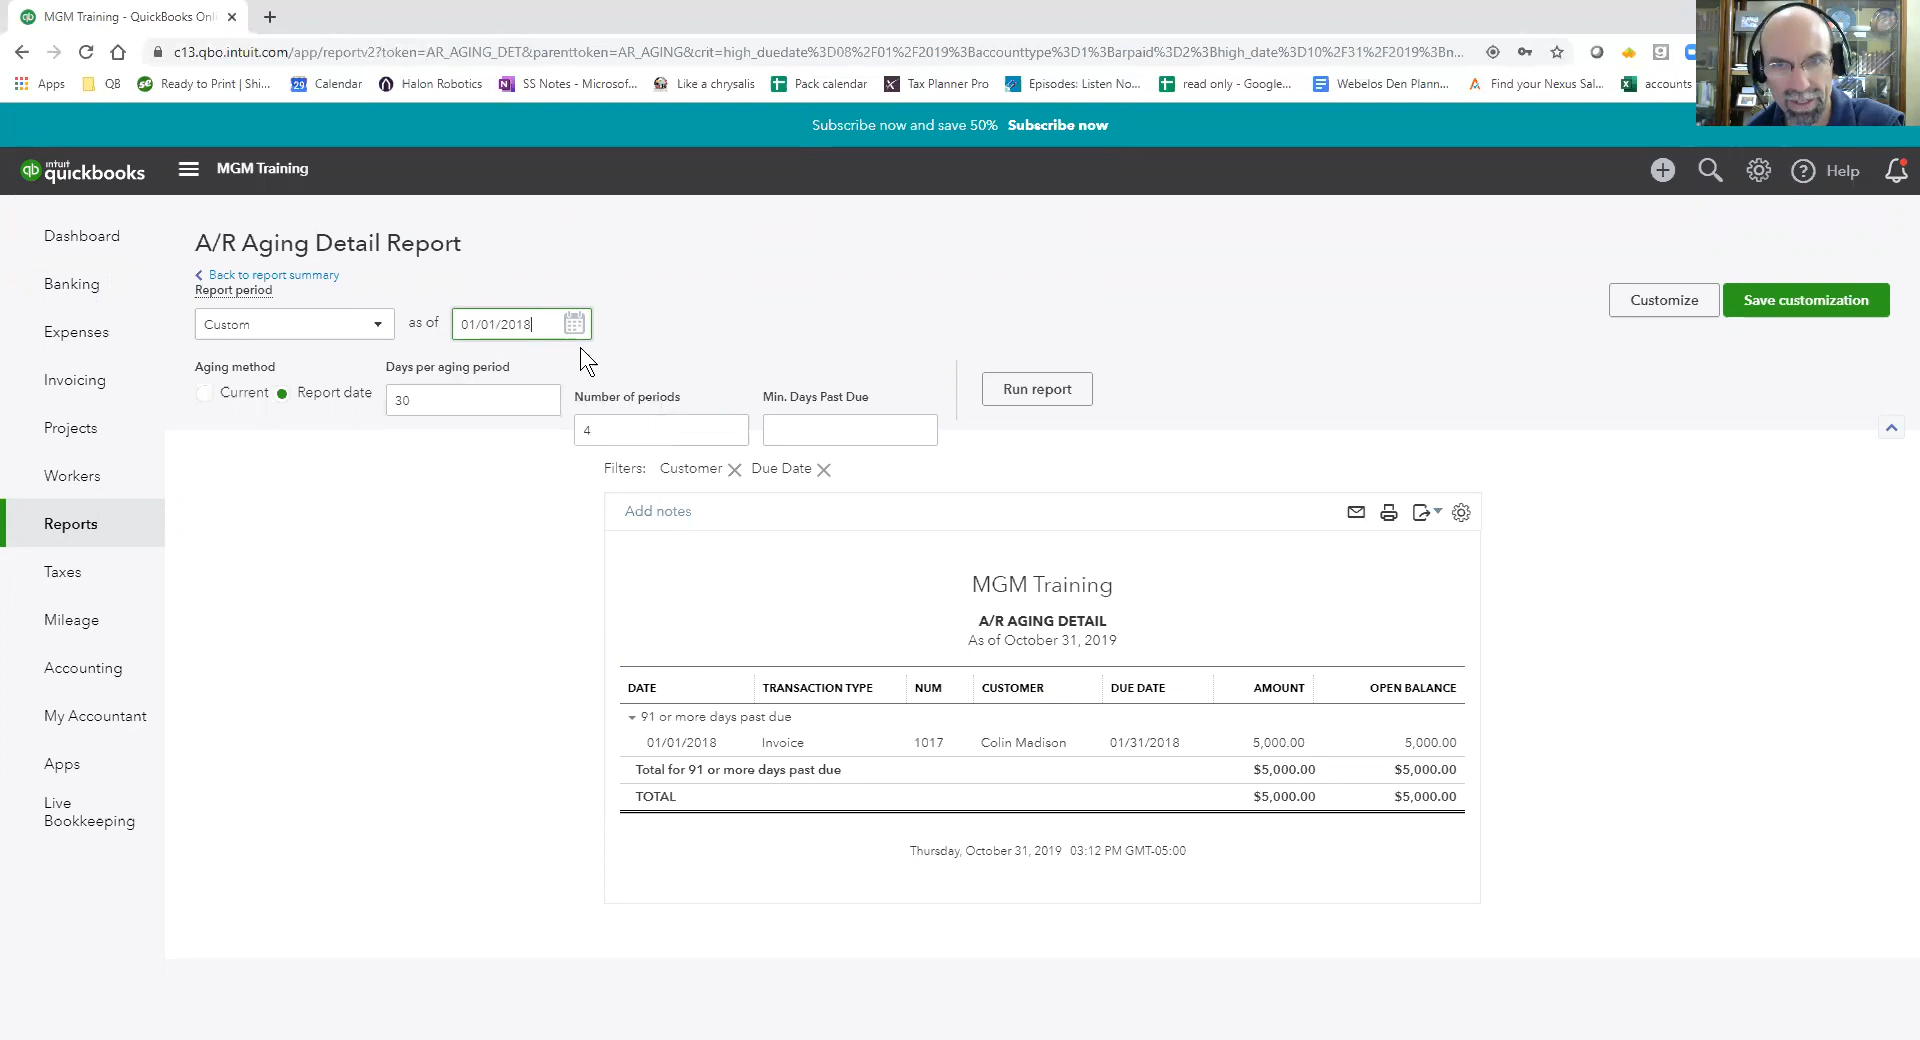 MGM Training - QuickBooks Onli
c13.qbo.intuit.com/app/reportv2?token=AR_AGING_DET&parenttoken=AR_AGING&crit=high_duedate%3D08%2F01%2F2019%3Baccounttype%3D1%3Barpaid%3D2%3Bhigh_date%3D10%2F31%2F2019%3Bn...
Apps QB Ready to Print | Shi... 29 Calendar Halon Robotics SS Notes - Microsof... Like a chrysalis Pack calendar Tax Planner Pro Episodes: Listen No... read only - Google... Webelos Den Plann... Find your Nexus Sal... accounts
Subscribe now and save 50% Subscribe now
qb intuit quickbooks MGM Training Help
Dashboard
Banking
Expenses
Invoicing
Projects
Workers
Reports
Taxes
Mileage
Accounting
My Accountant
Apps
Live
Bookkeeping
A/R Aging Detail Report
Back to report summary
Report period
Custom as of 01/01/2018
Customize Save customization
Aging method Days per aging period
Current Report date 30
Number of periods Min. Days Past Due
4
Run report
Filters: Customer Due Date
Add notes
MGM Training
A/R AGING DETAIL
As of October 31, 2019
DATE TRANSACTION TYPE NUM CUSTOMER DUE DATE AMOUNT OPEN BALANCE
91 or more days past due
01/01/2018 Invoice 1017 Colin Madison 01/31/2018 5,000.00 5,000.00
Total for 91 or more days past due $5,000.00 $5,000.00
TOTAL $5,000.00 $5,000.00
Thursday, October 31, 2019 03:12 PM GMT-05:00